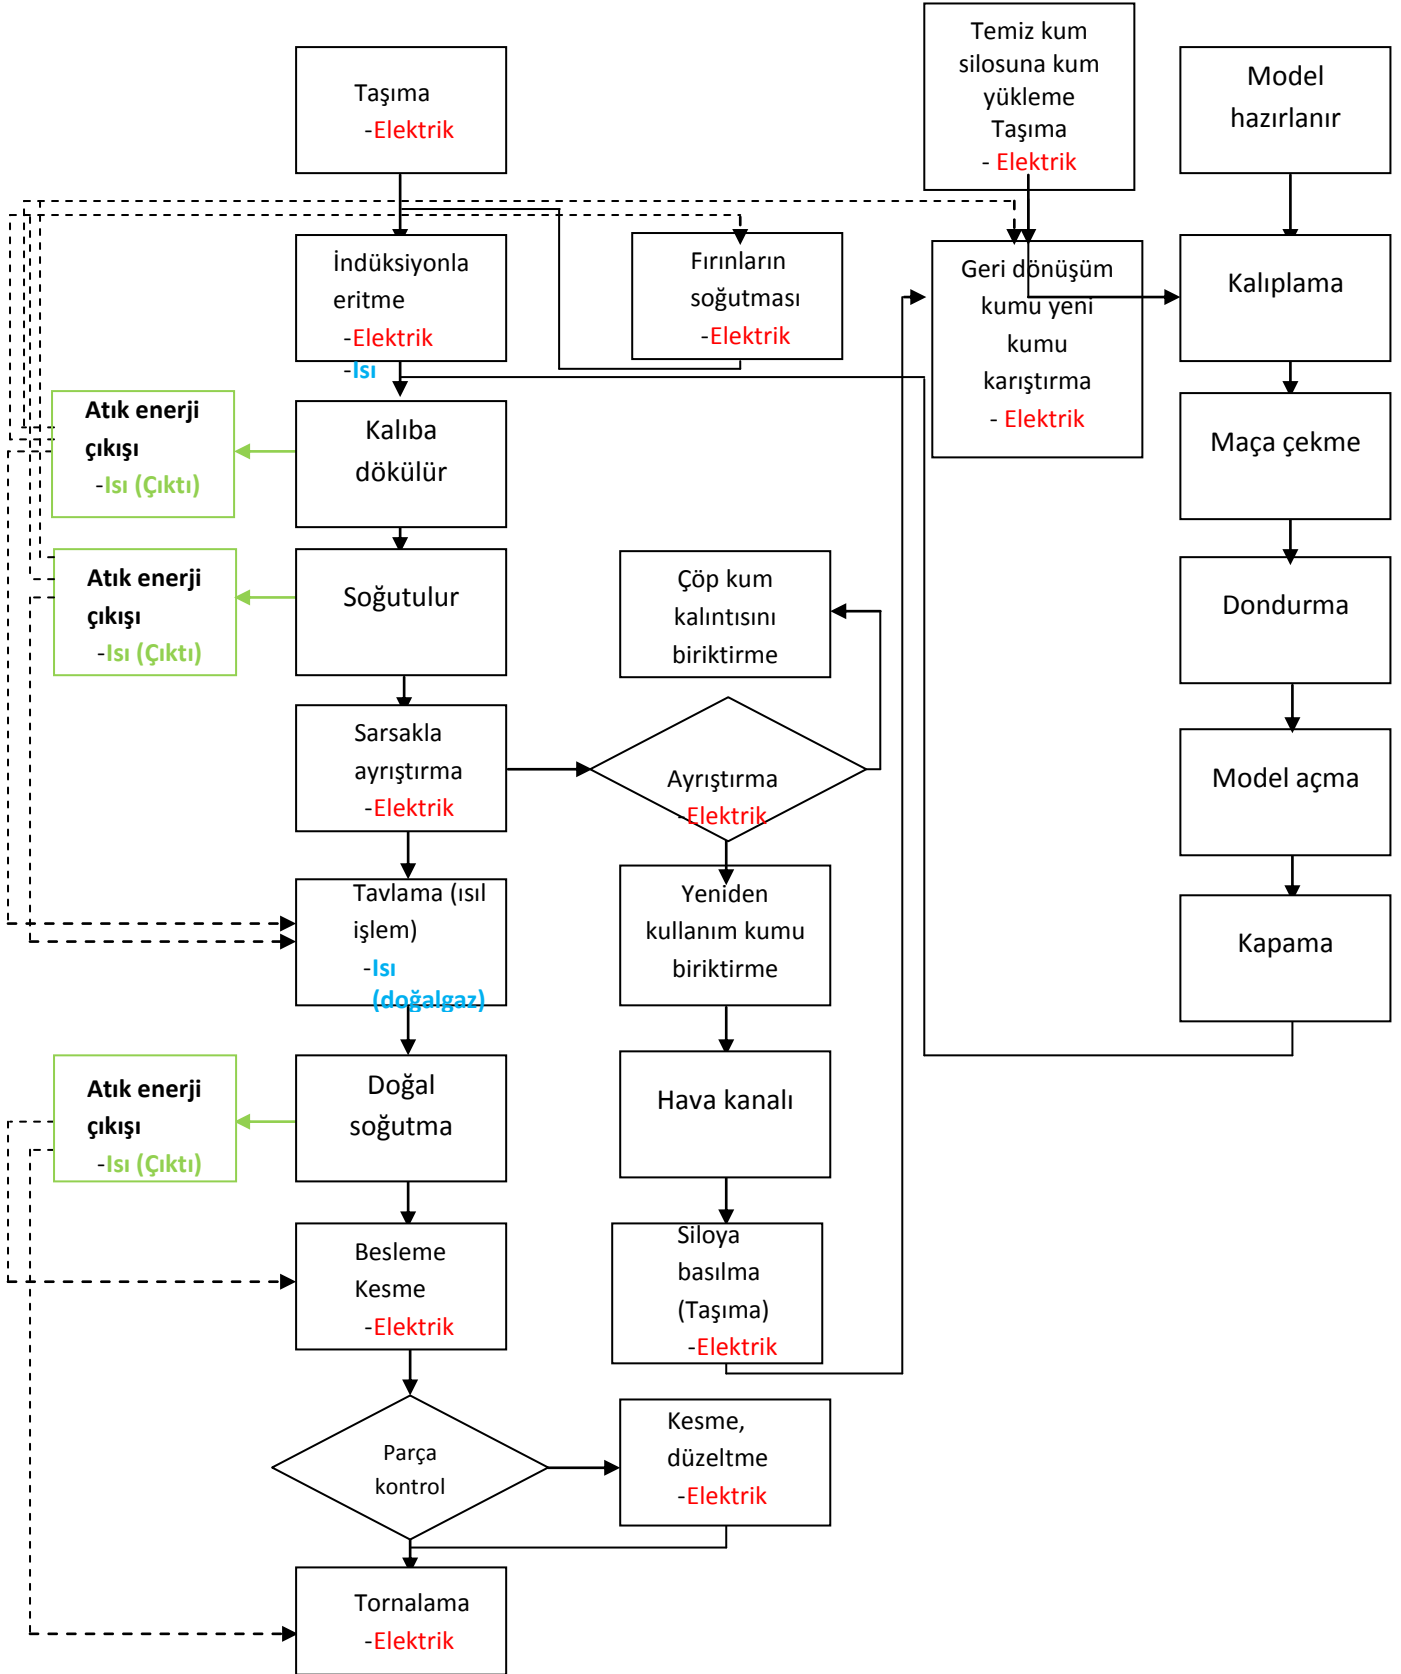 Taşıma
-Elektrik
Temiz kum
silosuna kum
yükleme
Taşıma
- Elektrik
Model
hazırlanır
İndüksiyonla
eritme
-Elektrik
-Isı
Fırınların
soğutması
-Elektrik
Geri dönüşüm
kumu yeni
kumu
karıştırma
- Elektrik
Kalıplama
Atık enerji
çıkışı
-Isı (Çıktı)
Kalıba
dökülür
Maça çekme
Atık enerji
çıkışı
-Isı (Çıktı)
Soğutulur
Çöp kum
kalıntısını
biriktirme
Dondurma
Sarsakla
ayrıştırma
-Elektrik
Ayrıştırma
-Elektrik
Model açma
Tavlama (ısıl
işlem)
-Isı
(doğalgaz)
Yeniden
kullanım kumu
biriktirme
Kapama
Atık enerji
çıkışı
-Isı (Çıktı)
Doğal
soğutma
Hava kanalı
Besleme
Kesme
-Elektrik
Siloya
basılma
(Taşıma)
-Elektrik
Parça
kontrol
Kesme,
düzeltme
-Elektrik
Tornalama
-Elektrik